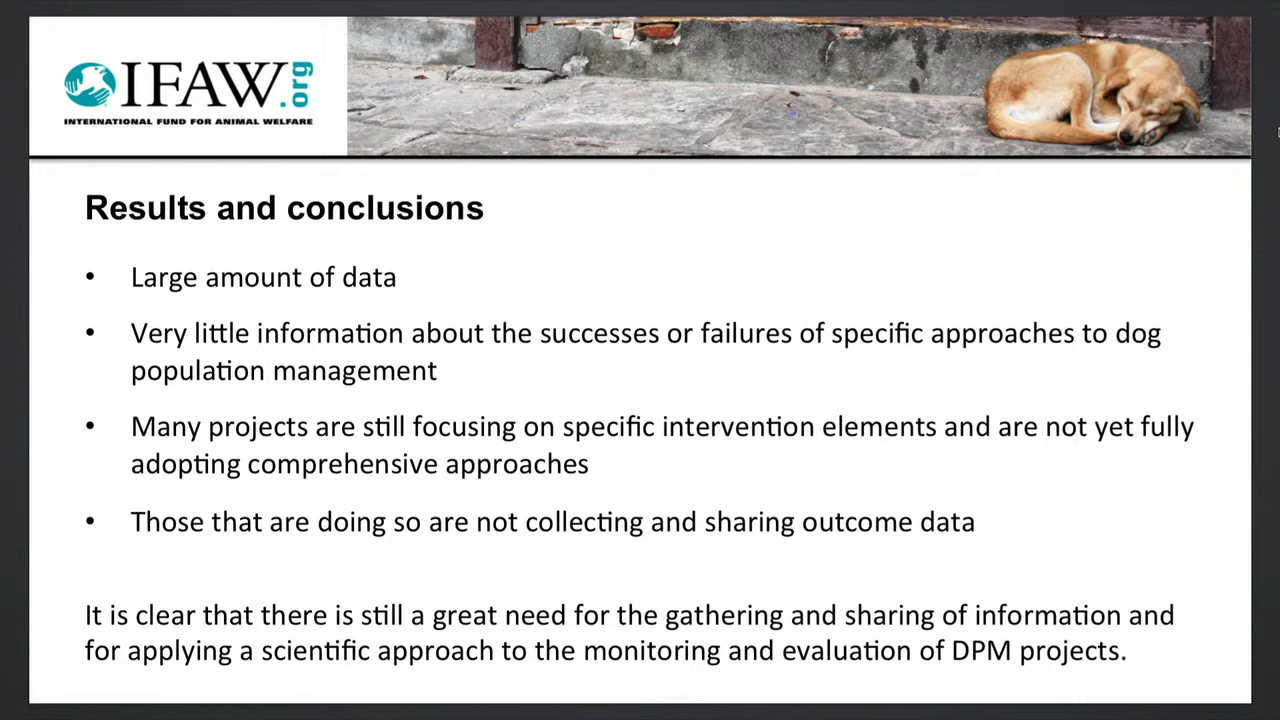 IFAW.org
INTERNATIONAL FUND FOR ANIMAL WELFARE
Results and conclusions
• Large amount of data
• Very little information about the successes or failures of specific approaches to dog
population management
• Many projects are still focusing on specific intervention elements and are not yet fully
adopting comprehensive approaches
• Those that are doing so are not collecting and sharing outcome data
It is clear that there is still a great need for the gathering and sharing of information and
for applying a scientific approach to the monitoring and evaluation of DPM projects.